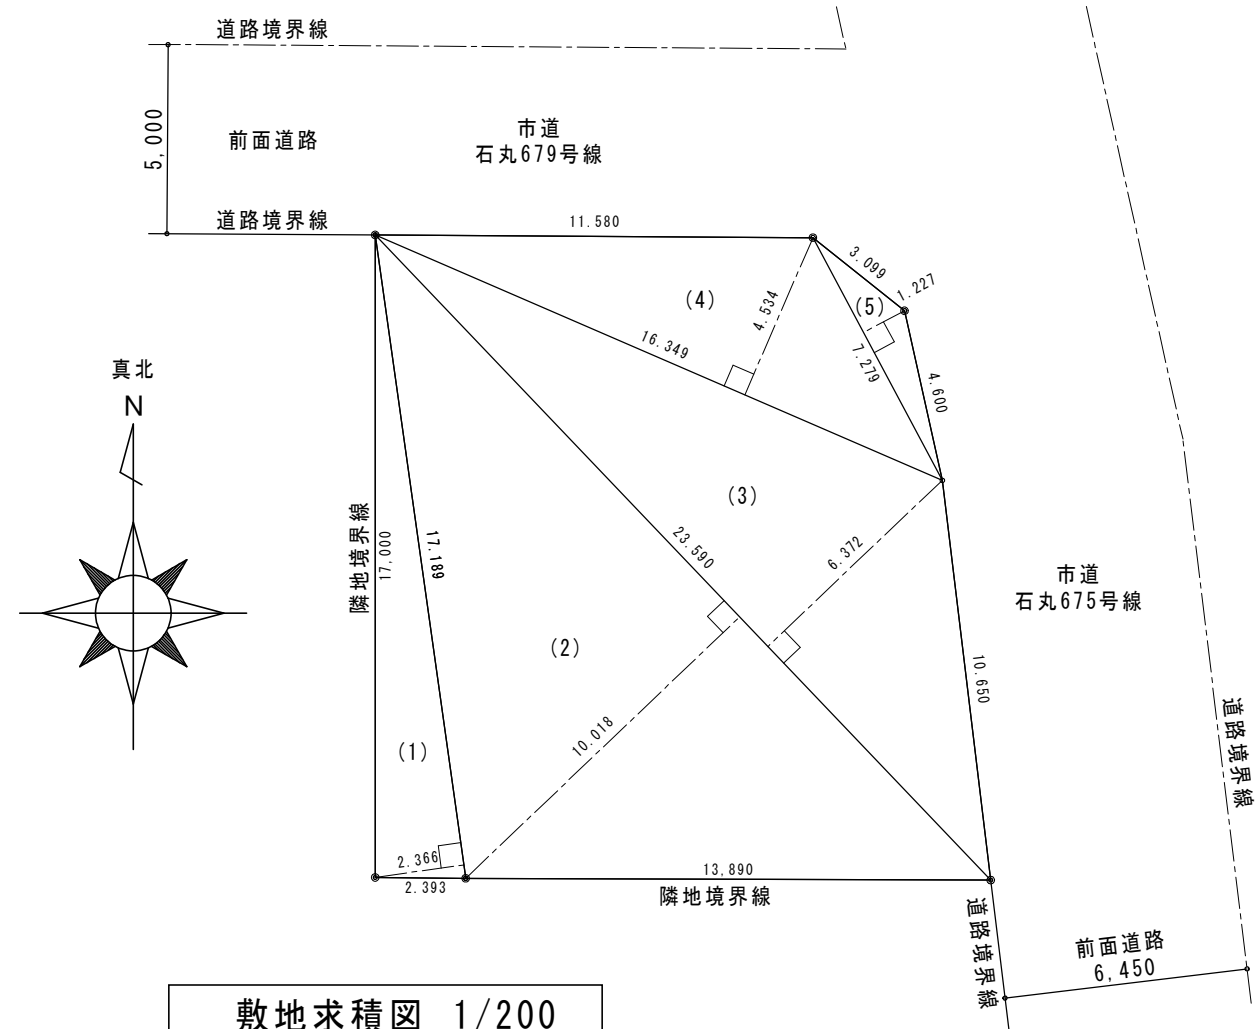 道路境界線
5,000
前面道路
市道
石丸679号線
道路境界線
11.580
3.099
1.227
(4)
4.534
(5)
16.349
7.279
4.600
真北
N
(3)
隣地境界線
17,000
17.189
23.590
6.372
市道
石丸675号線
(2)
10.650
10.018
道路境界線
(1)
2.366
2.393
13,890
隣地境界線
道路境界線
前面道路
6,450
敷地求積図 1/200